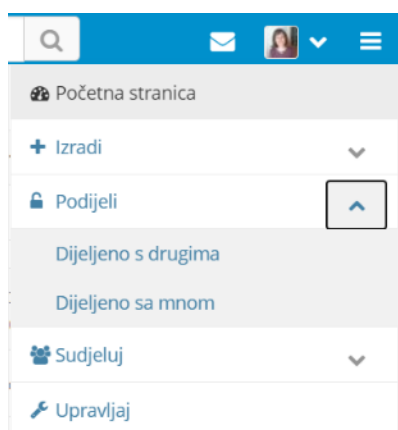 Početna stranica
Izradi
Podijeli
Dijeljeno s drugima
Dijeljeno sa mnom
Sudjeluj
Upravljaj